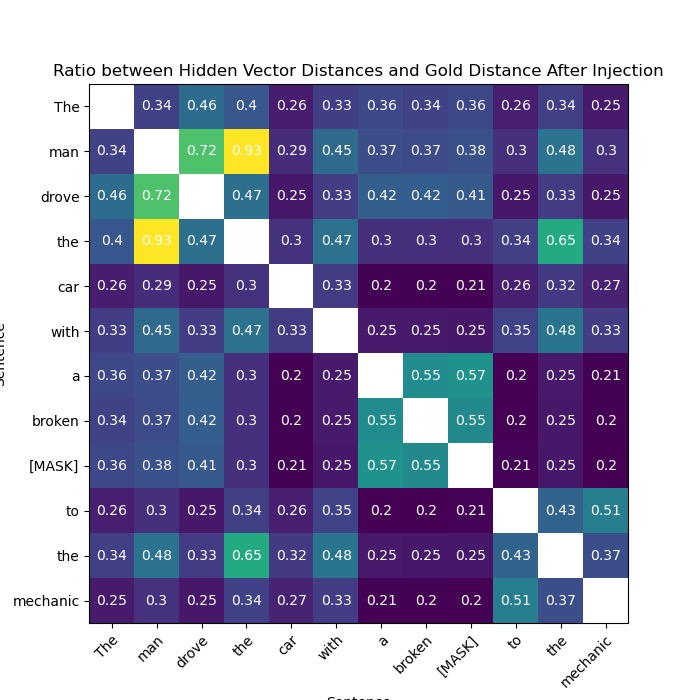 Ratio between Hidden Vector Distances and Gold Distance After Injection
The 0.34 0.46 0.4 0.26 0.33 0.36 0.34 0.36 0.26 0.34 0.25
man 0.34 0.72 0.93 0.29 0.45 0.37 0.37 0.38 0.3 0.48 0.3
drove 0.46 0.72 0.47 0.25 0.33 0.42 0.42 0.41 0.25 0.33 0.25
the 0.4 0.93 0.47 0.3 0.47 0.3 0.3 0.3 0.34 0.65 0.34
car 0.26 0.29 0.25 0.3 0.33 0.2 0.2 0.21 0.26 0.32 0.27
with 0.33 0.45 0.33 0.47 0.33 0.25 0.25 0.25 0.35 0.48 0.33
a 0.36 0.37 0.42 0.3 0.2 0.25 0.55 0.57 0.2 0.25 0.21
broken 0.34 0.37 0.42 0.3 0.2 0.25 0.55 0.55 0.2 0.25 0.2
[MASK] 0.36 0.38 0.41 0.3 0.21 0.25 0.57 0.55 0.21 0.25 0.2
to 0.26 0.3 0.25 0.34 0.26 0.35 0.2 0.2 0.21 0.43 0.51
the 0.34 0.48 0.33 0.65 0.32 0.48 0.25 0.25 0.25 0.43 0.37
mechanic 0.25 0.3 0.25 0.34 0.27 0.33 0.21 0.2 0.2 0.51 0.37
The man drove the car with a broken [MASK] to the mechanic
Sentence
Sentence